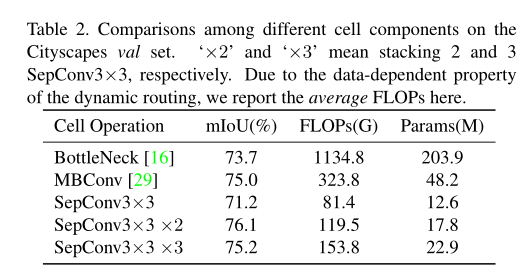 Table 2. Comparisons among different cell components on the
Cityscapes val set. ‘×2’ and ‘×3’ mean stacking 2 and 3
SepConv3×3, respectively. Due to the data-dependent property
of the dynamic routing, we report the average FLOPs here.
Cell Operation mIoU(%) FLOPs(G) Params(M)
BottleNeck [16] 73.7 1134.8 203.9
MBConv [29] 75.0 323.8 48.2
SepConv3×3 71.2 81.4 12.6
SepConv3×3 ×2 76.1 119.5 17.8
SepConv3×3 ×3 75.2 153.8 22.9